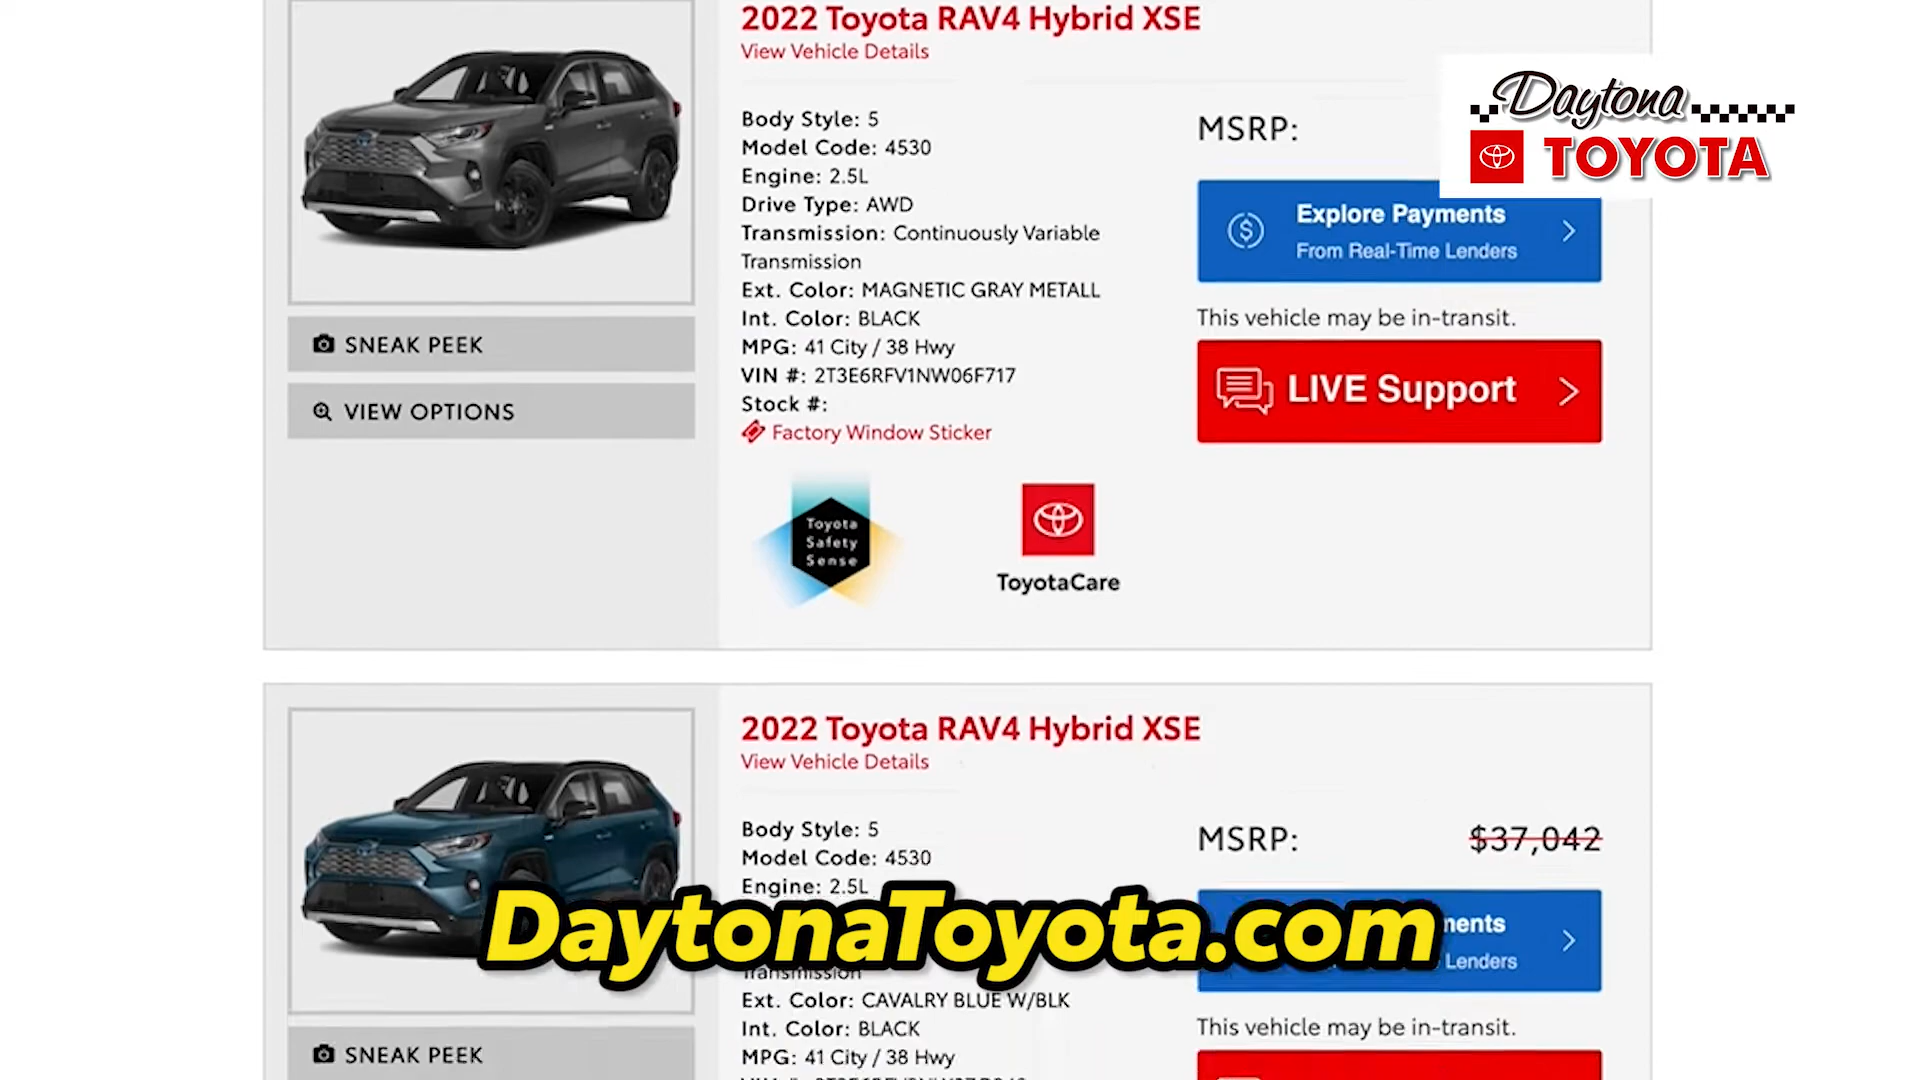 2022 Toyota RAV4 Hybrid XSE
View Vehicle Details
Daytona
TOYOTA
Body Style: 5
Model Code: 4530
Engine: 2.5L
Drive Type: AWD
Transmission: Continuously Variable
Transmission
Ext. Color: MAGNETIC GRAY METALL
Int. Color: BLACK
MPG: 41 City / 38 Hwy
VIN #: 2T3E6RFV1NW06F717
Stock #:
Factory Window Sticker
MSRP:
Explore Payments
From Real-Time Lenders
This vehicle may be in-transit.
LIVE Support
SNEAK PEEK
VIEW OPTIONS
Toyota
Safety
Sense
ToyotaCare
2022 Toyota RAV4 Hybrid XSE
View Vehicle Details
Body Style: 5
Model Code: 4530
Engine: 2.5L
Transmission
Ext. Color: CAVALRY BLUE W/BLK
Int. Color: BLACK
MPG: 41 City / 38 Hwy
MSRP: $37,042
ments
Lenders
This vehicle may be in-transit.
SNEAK PEEK
DaytonaToyota.com